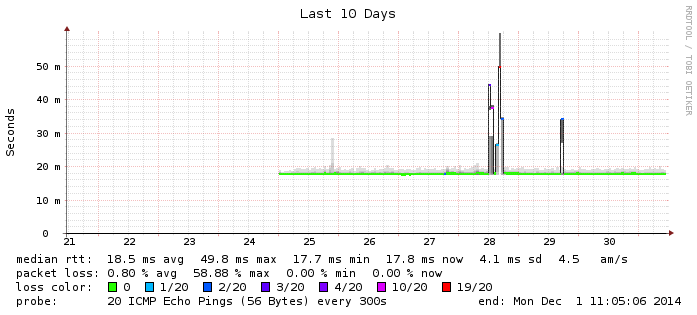 Last 10 Days
RRDTOOL / TOBI OETIKER
Seconds
50 m
40 m
30 m
20 m
10 m
0
21 22 23 24 25 26 27 28 29 30
median rtt: 18.5 ms avg 49.8 ms max 17.7 ms min 17.8 ms now 4.1 ms sd 4.5 am/s
packet loss: 0.80 % avg 58.88 % max 0.00 % min 0.00 % now
loss color: 0 1/20 2/20 3/20 4/20 10/20 19/20
probe: 20 ICMP Echo Pings (56 Bytes) every 300s end: Mon Dec 1 11:05:06 2014